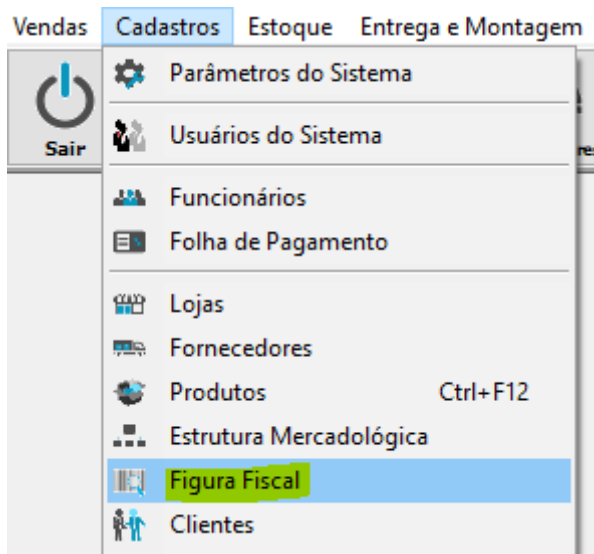 Vendas Cadastros Estoque Entrega e Montagem
Parâmetros do Sistema
Sair
Usuários do Sistema
Funcionários
Folha de Pagamento
Lojas
Fornecedores
Produtos Ctrl+F12
Estrutura Mercadológica
Figura Fiscal
Clientes